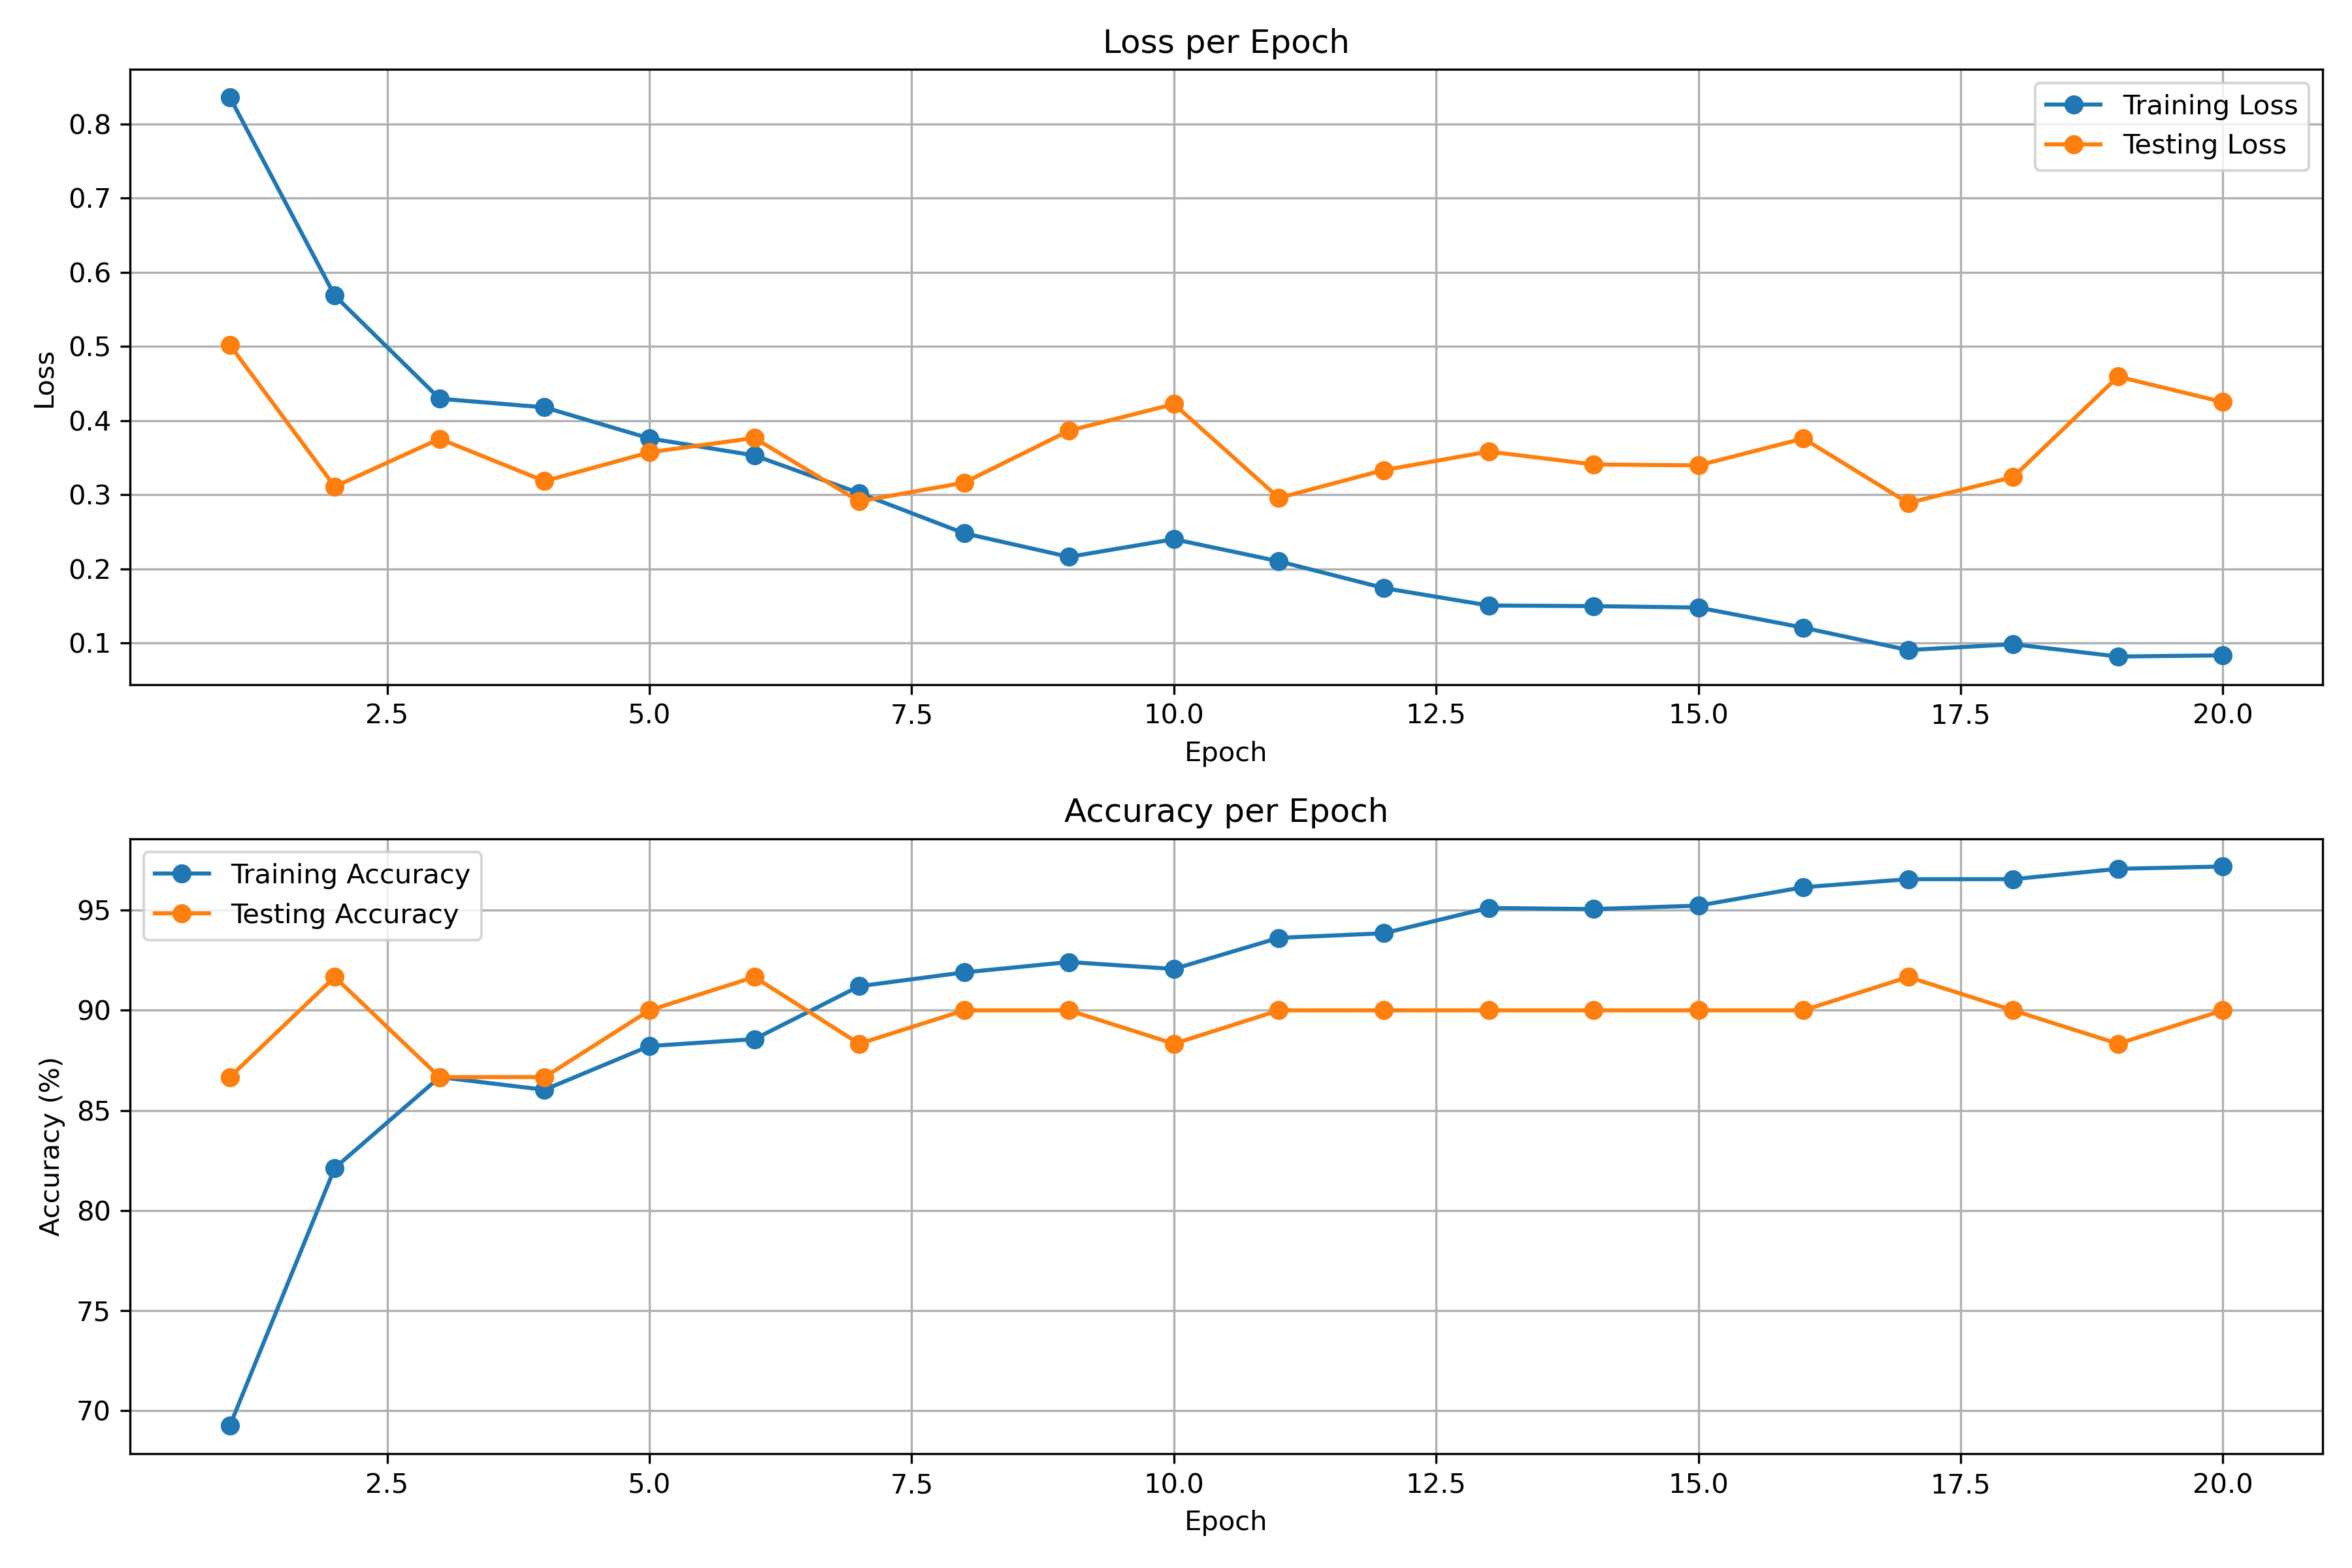 Loss per Epoch
Training Loss
Testing Loss
0.8
0.7
0.6
0.5
0.4
0.3
0.2
0.1
Loss
2.5 5.0 7.5 10.0 12.5 15.0 17.5 20.0
Epoch
Accuracy per Epoch
Training Accuracy
Testing Accuracy
95
90
85
80
75
70
Accuracy (%)
2.5 5.0 7.5 10.0 12.5 15.0 17.5 20.0
Epoch